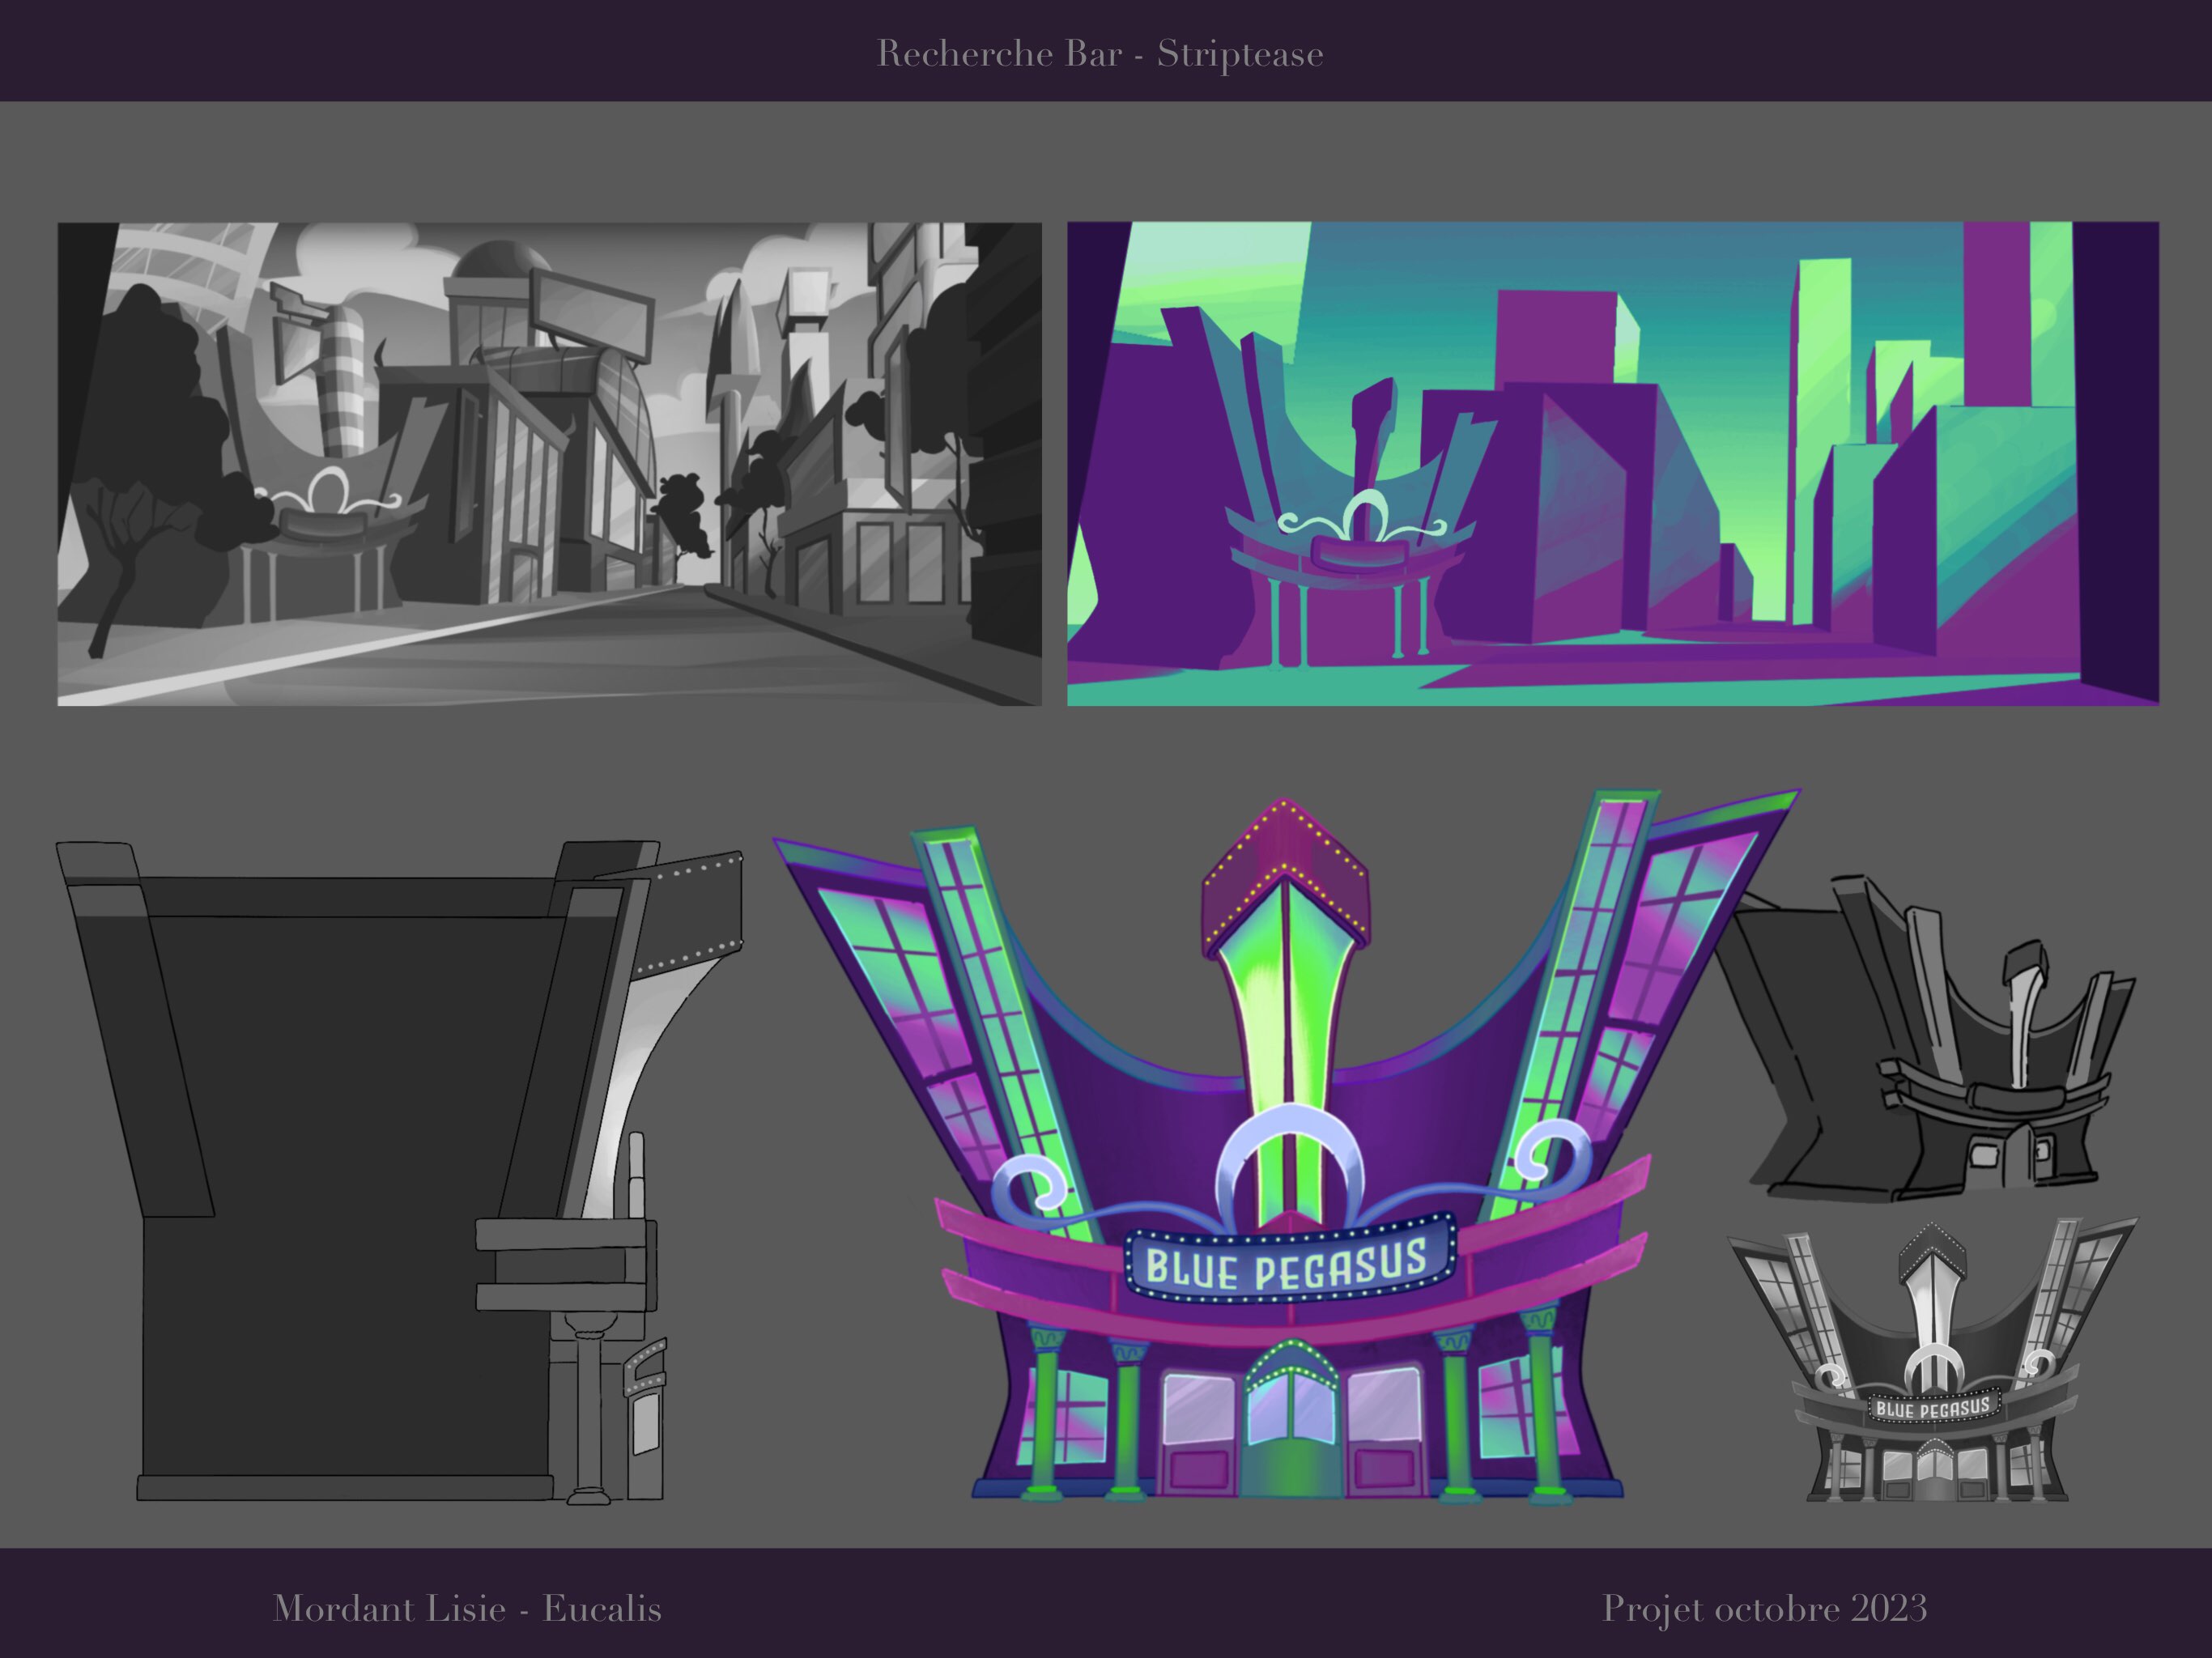 Recherche Bar - Striptease
BLUE PEGASUS
BLUE PEGASUS
Mordant Lisie - Eucalis
Projet octobre 2023